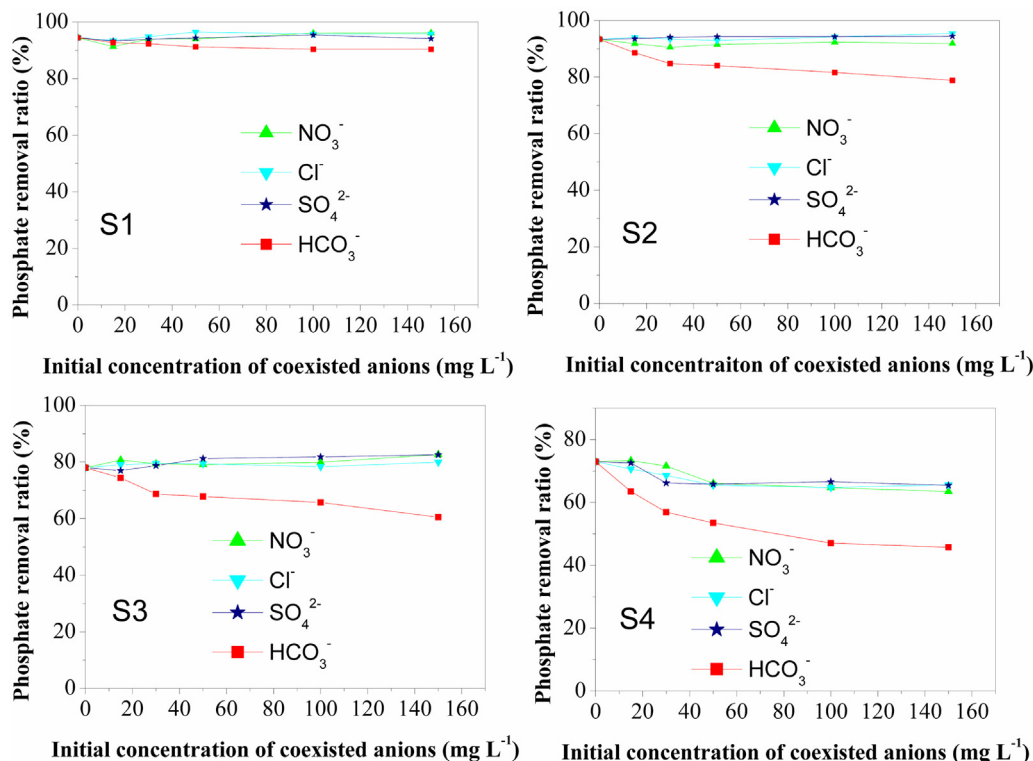 100
80
60
40
20
0
Phosphate removal ratio (%)
NO₃⁻
Cl⁻
SO₄²⁻
HCO₃⁻
S1
0 20 40 60 80 100 120 140 160
Initial concentration of coexisted anions (mg L⁻¹)
100
80
60
40
20
0
Phosphate removal ratio (%)
NO₃⁻
Cl⁻
SO₄²⁻
HCO₃⁻
S2
0 20 40 60 80 100 120 140 160
Initial concentraiton of coexisted anions (mg L⁻¹)
100
80
60
40
20
0
Phosphate removal ratio (%)
NO₃⁻
Cl⁻
SO₄²⁻
HCO₃⁻
S3
0 20 40 60 80 100 120 140 160
Initial concentration of coexisted anions (mg L⁻¹)
80
60
40
20
0
Phosphate removal ratio (%)
NO₃⁻
Cl⁻
SO₄²⁻
HCO₃⁻
S4
0 20 40 60 80 100 120 140 160
Initial concentration of coexisted anions (mg L⁻¹)